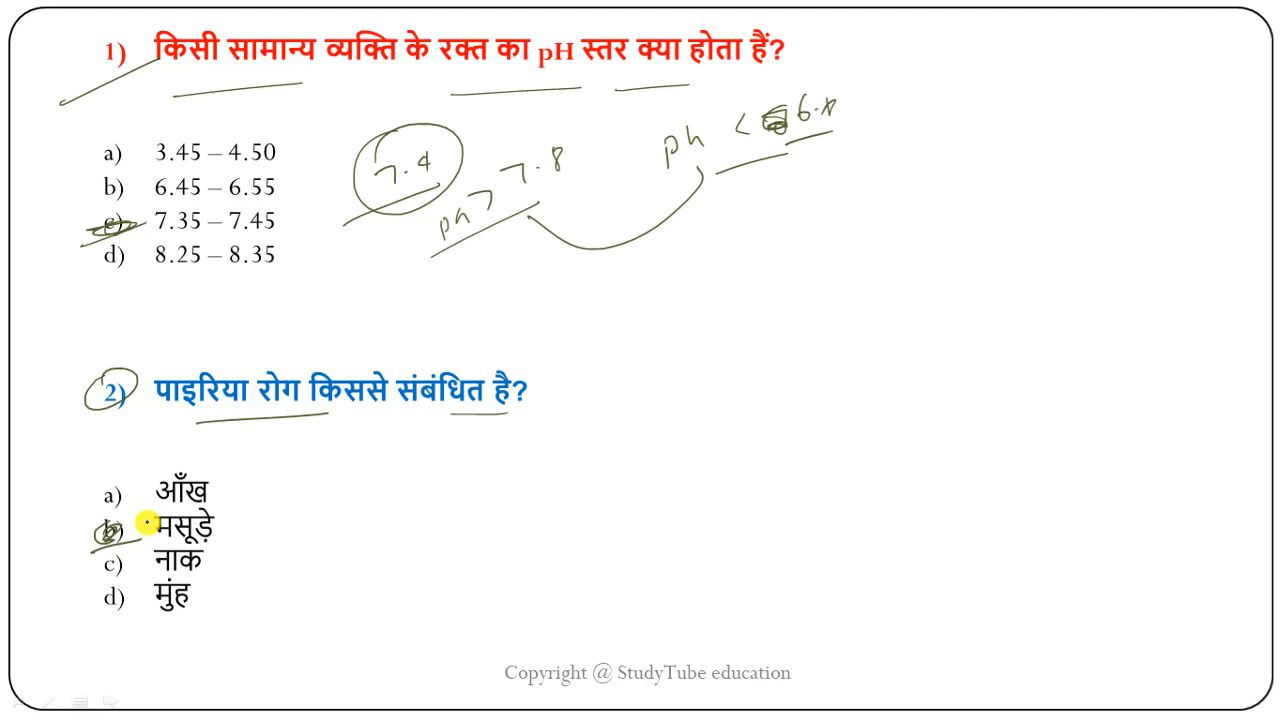 1) किसी सामान्य व्यक्ति के रक्त का pH स्तर क्या होता हैं?
a) 3.45 – 4.50
b) 6.45 – 6.55
c) 7.35 – 7.45
d) 8.25 – 8.35
7.4
ph > 7.8
ph <
2) पाइरिया रोग किससे संबंधित है?
a) आँख
b) मसूड़े
c) नाक
d) मुंह
Copyright @ StudyTube education